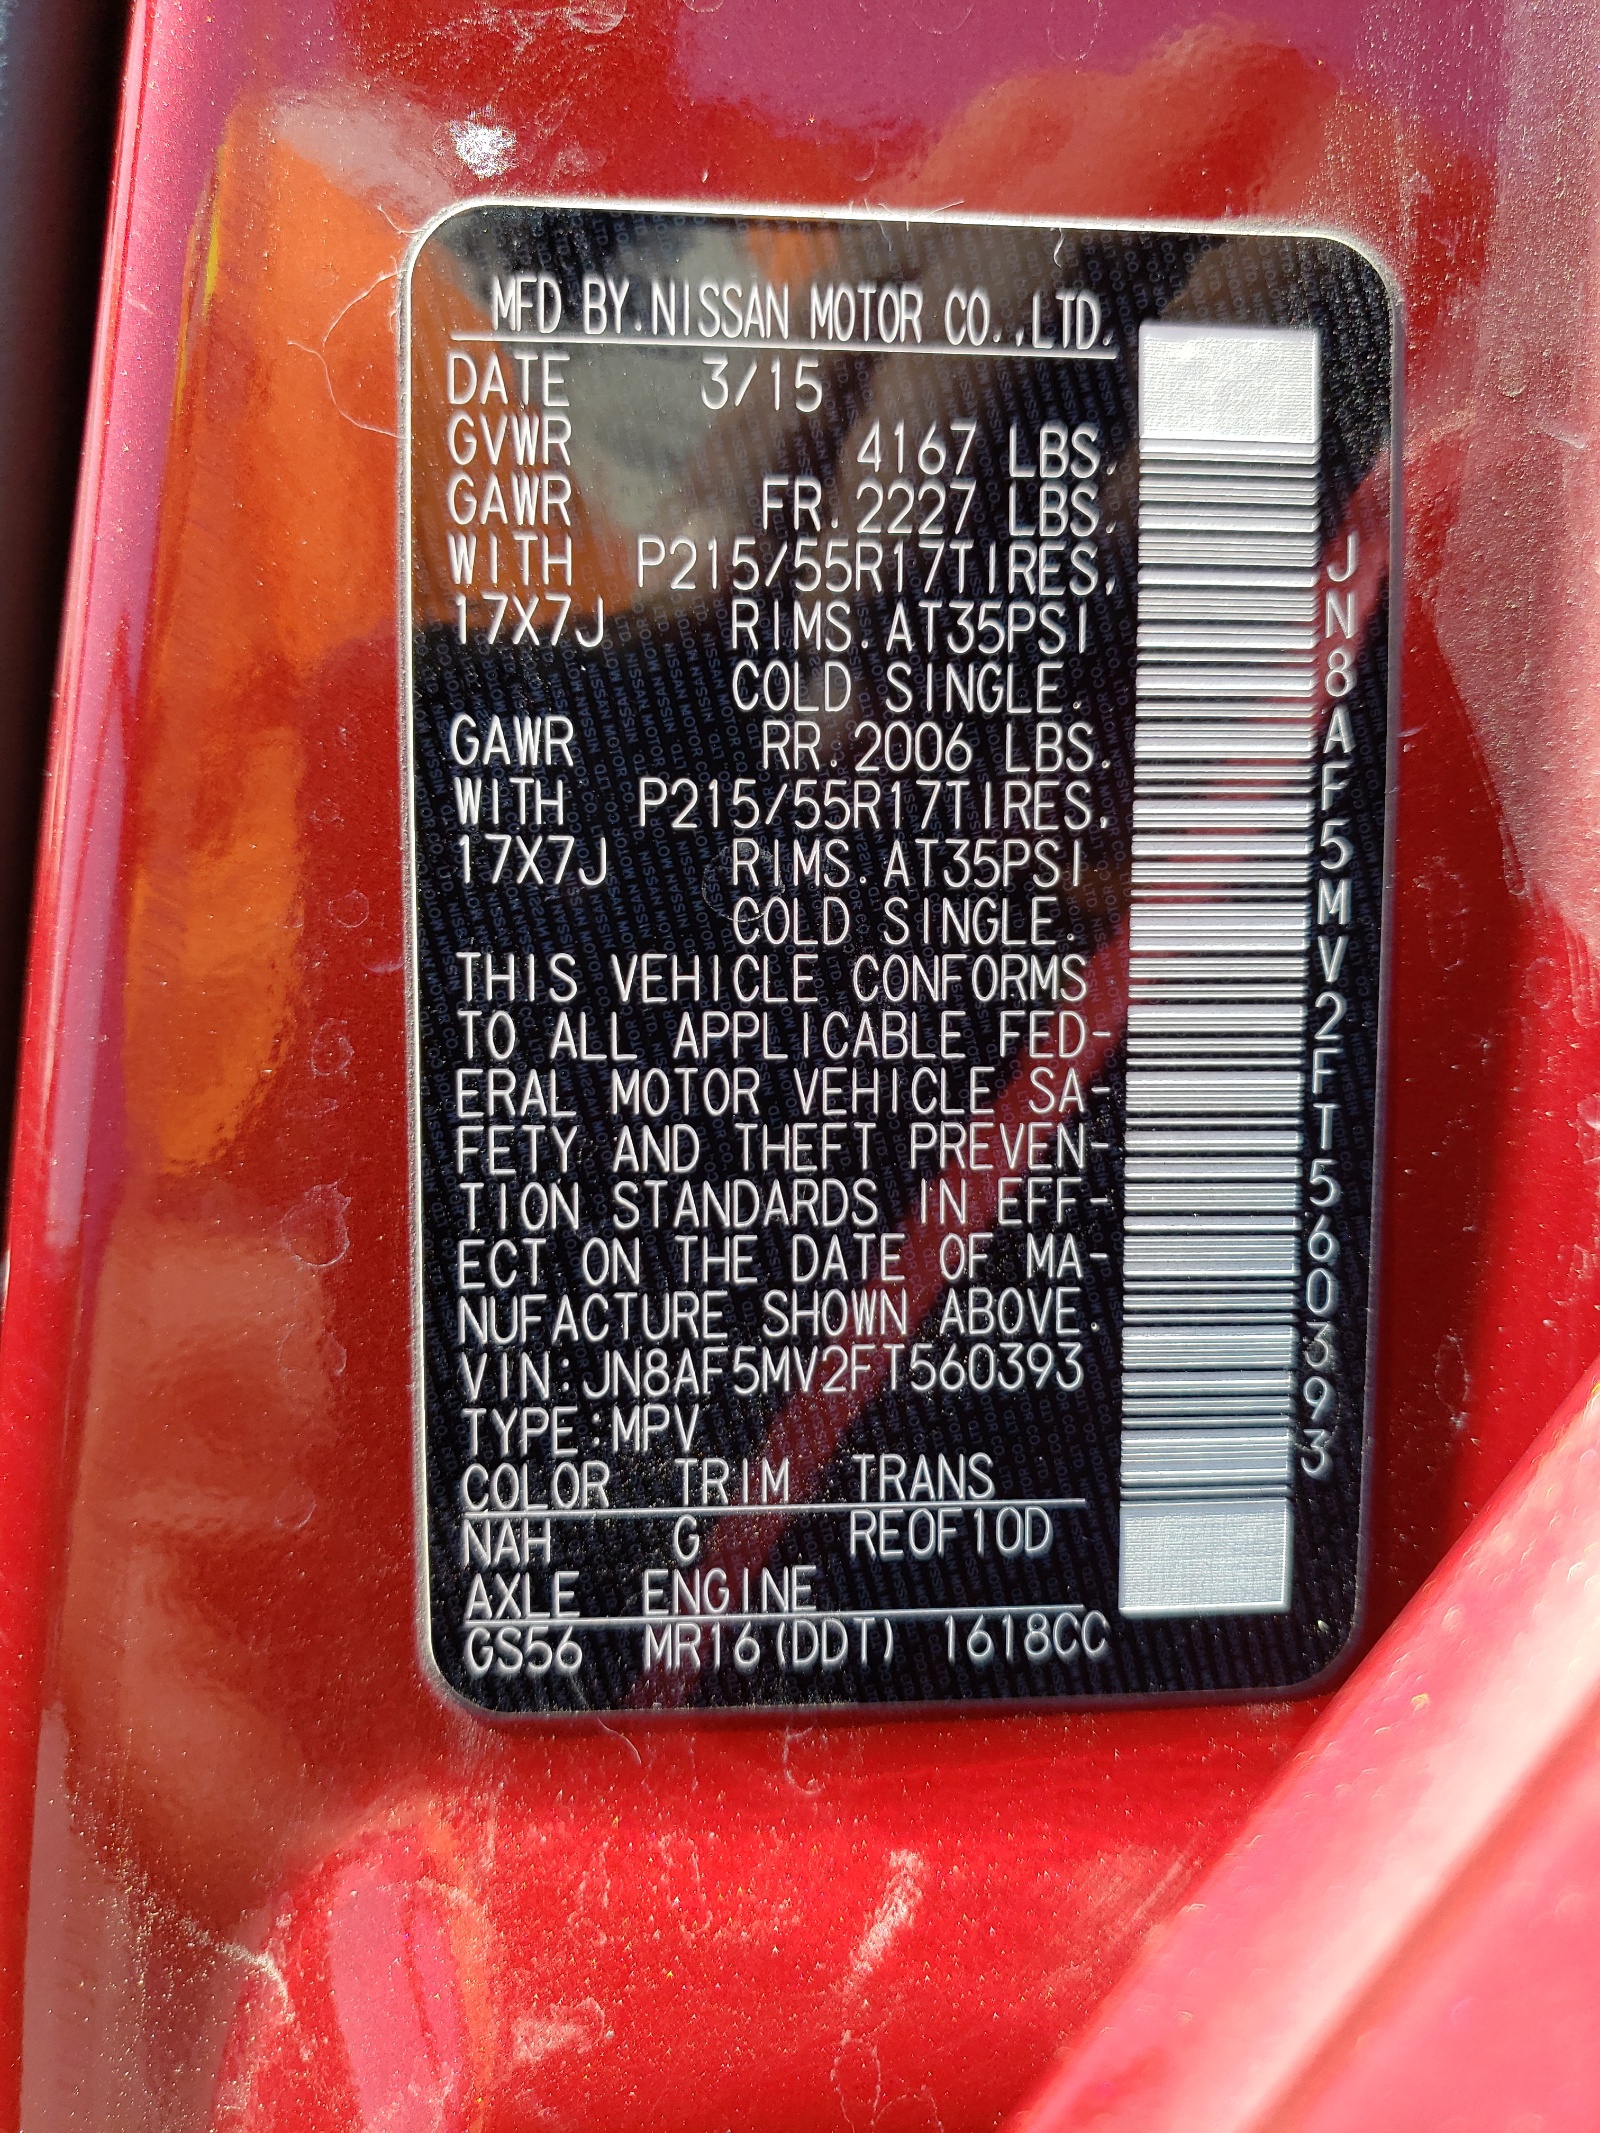 MFD BY.NISSAN MOTOR CO.,LTD.
DATE 3/15
GVWR 4167 LBS.
GAWR FR.2227 LBS.
WITH P215/55R17TIRES,
17X7J RIMS.AT35PSI
COLD SINGLE.
GAWR RR.2006 LBS.
WITH P215/55R17TIRES,
17X7J RIMS.AT35PSI
COLD SINGLE.
THIS VEHICLE CONFORMS
TO ALL APPLICABLE FED-
ERAL MOTOR VEHICLE SA-
FETY AND THEFT PREVEN-
TION STANDARDS IN EFF-
ECT ON THE DATE OF MA-
NUFACTURE SHOWN ABOVE.
VIN:JN8AF5MV2FT560393
TYPE:MPV
COLOR TRIM TRANS
NAH G RE0F10D
AXLE ENGINE
GS56 MR16(DDT) 1618CC
JN8AF5MV2FT560393